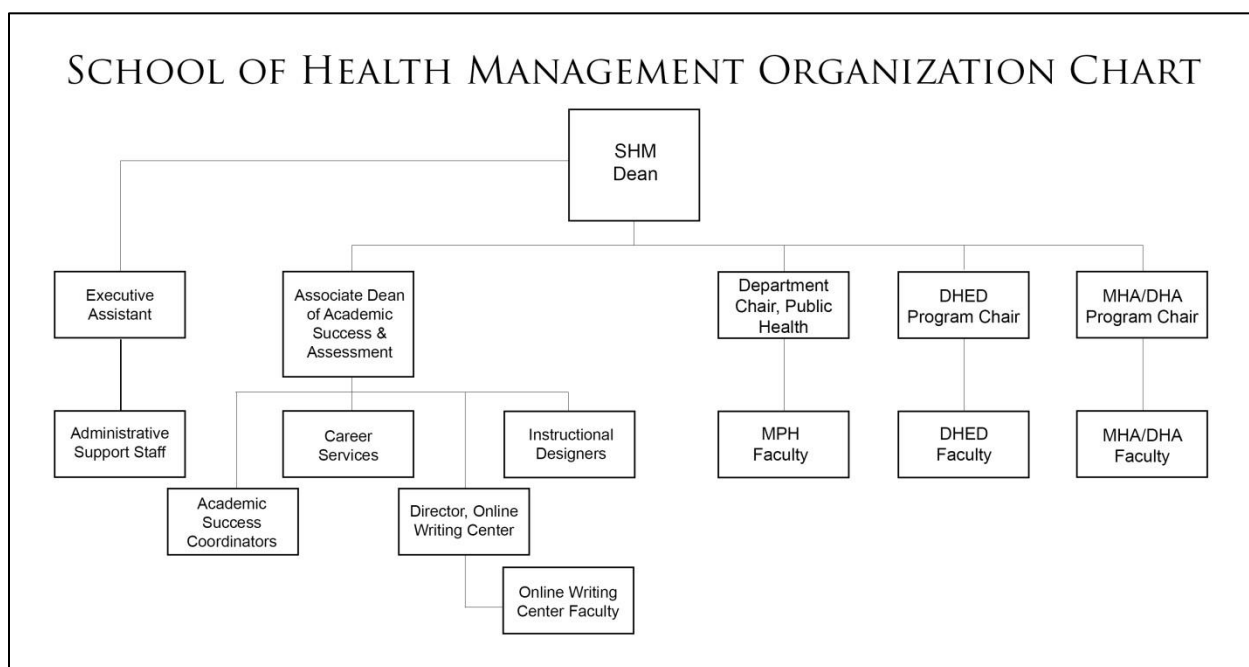 SCHOOL OF HEALTH MANAGEMENT ORGANIZATION CHART
SHM
Dean
Executive
Assistant
Associate Dean
of Academic
Success &
Assessment
Department
Chair, Public
Health
DHED
Program Chair
MHA/DHA
Program Chair
Administrative
Support Staff
Career
Services
Instructional
Designers
MPH
Faculty
DHED
Faculty
MHA/DHA
Faculty
Academic
Success
Coordinators
Director, Online
Writing Center
Online Writing
Center Faculty